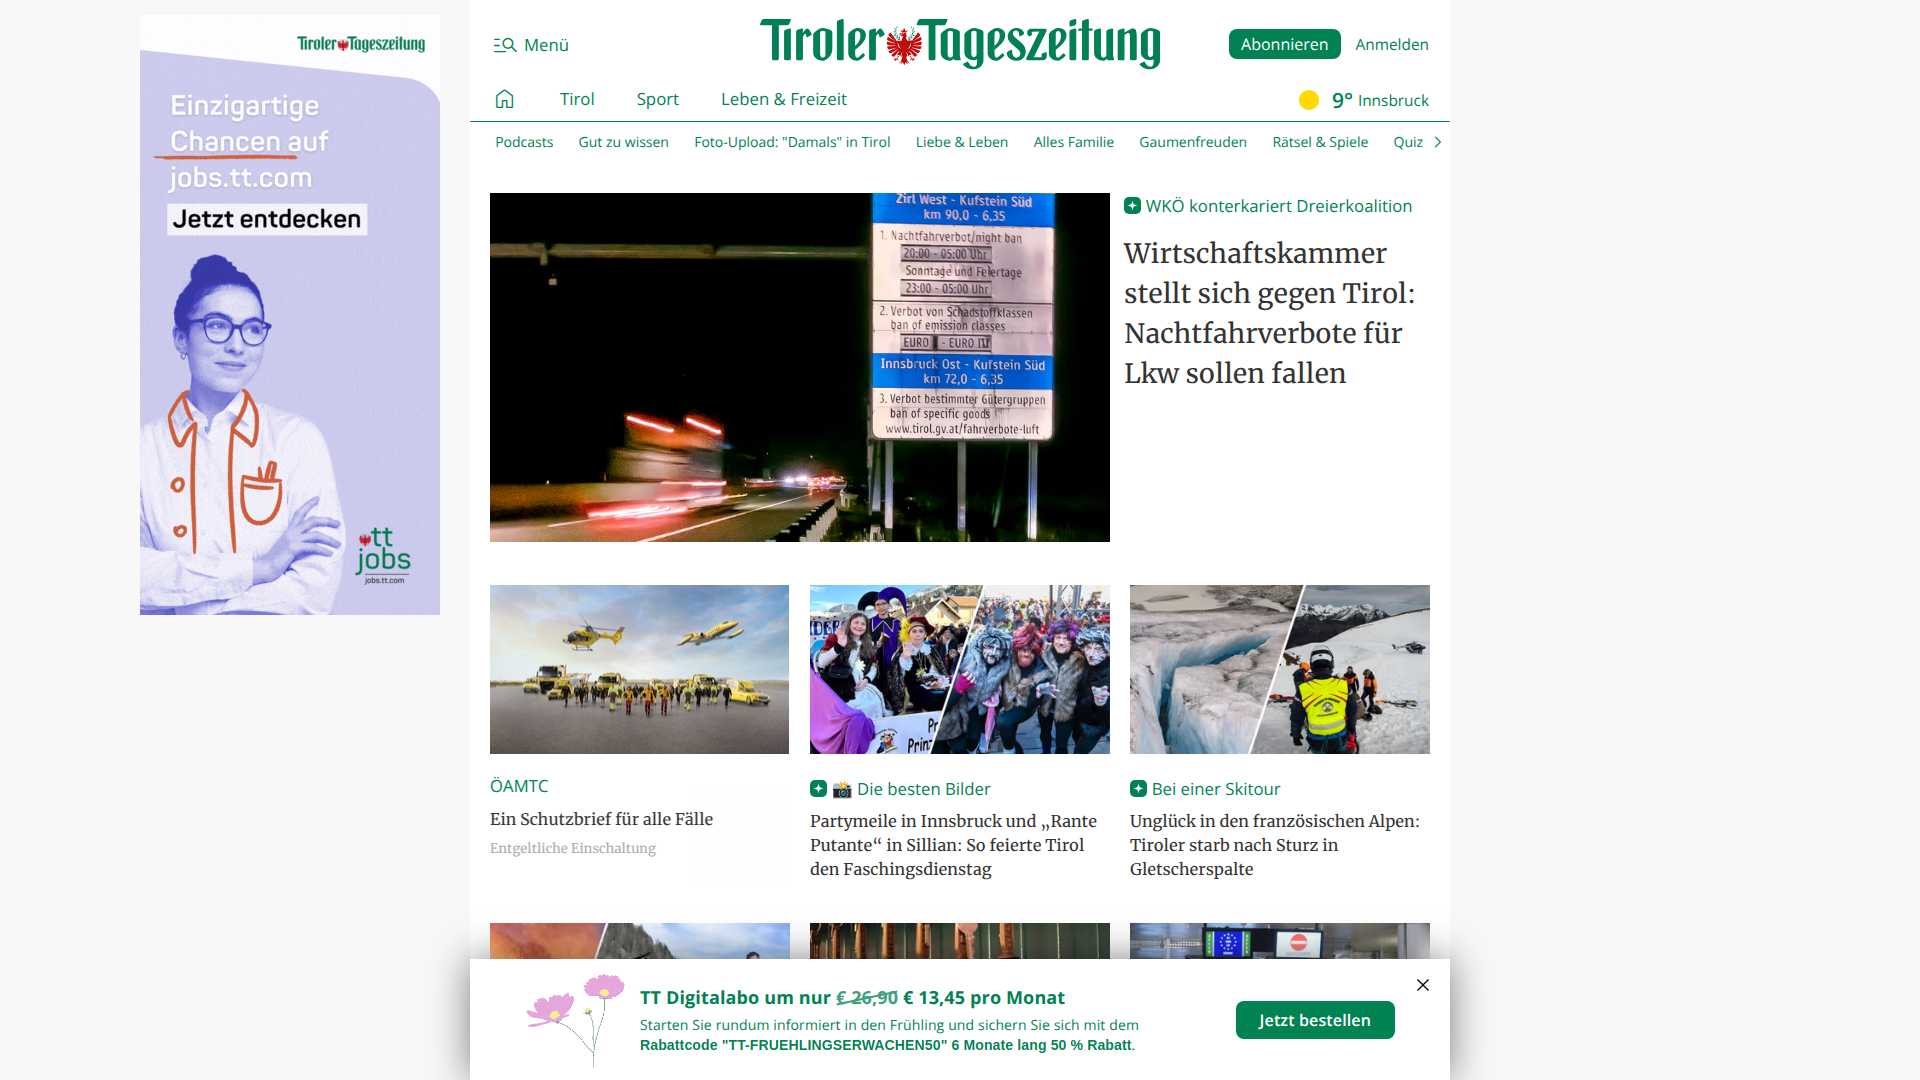 Tiroler Tageszeitung
Einzigartige
Chancen auf
jobs.tt.com
Jetzt entdecken
tt
jobs
jobs.tt.com
Menü
Tiroler Tageszeitung
Abonnieren
Anmelden
Tirol
Sport
Leben & Freizeit
9° Innsbruck
Podcasts
Gut zu wissen
Foto-Upload: "Damals" in Tirol
Liebe & Leben
Alles Familie
Gaumenfreuden
Rätsel & Spiele
Quiz
Zirl West - Kufstein Süd
km 90,0 - 6,35
1. Nachtfahrverbot/night ban
20:00 - 05:00 Uhr
Sonntage und Feiertage
23:00 - 05:00 Uhr
2. Verbot von Schadstoffklassen
ban of emission classes
EURO - EURO IV
Innsbruck Ost - Kufstein Süd
km 72,0 - 6,35
3. Verbot bestimmter Gütergruppen
ban of specific goods
www.tirol.gv.at/fahrverbote-luft
WKÖ konterkariert Dreierkoalition
Wirtschaftskammer
stellt sich gegen Tirol:
Nachtfahrverbote für
Lkw sollen fallen
ÖAMTC
Ein Schutzbrief für alle Fälle
Entgeltliche Einschaltung
📸 Die besten Bilder
Partymeile in Innsbruck und „Rante
Putante“ in Sillian: So feierte Tirol
den Faschingsdienstag
Bei einer Skitour
Unglück in den französischen Alpen:
Tiroler starb nach Sturz in
Gletscherspalte
TT Digitalabo um nur € 26,90 € 13,45 pro Monat
Starten Sie rundum informiert in den Frühling und sichern Sie sich mit dem
Rabattcode "TT-FRUEHLINGSERWACHEN50" 6 Monate lang 50 % Rabatt.
Jetzt bestellen